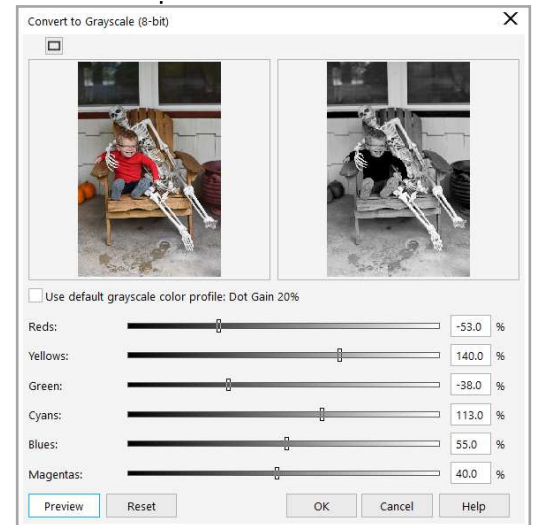 Convert to Grayscale (8-bit)
Use default grayscale color profile: Dot Gain 20%
Reds: -53.0 %
Yellows: 140.0 %
Green: -38.0 %
Cyans: 113.0 %
Blues: 55.0 %
Magentas: 40.0 %
Preview Reset OK Cancel Help